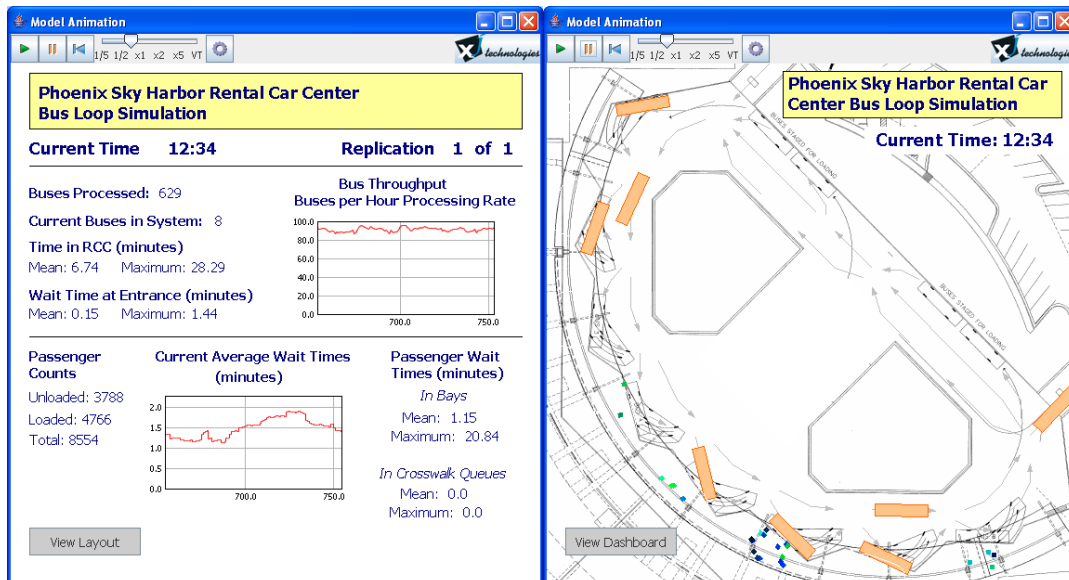 Model Animation
1/5 1/2 x1 x2 x5 VT
X technologies
Phoenix Sky Harbor Rental Car Center
Bus Loop Simulation
Current Time 12:34 Replication 1 of 1
Buses Processed: 629
Current Buses in System: 8
Time in RCC (minutes)
Mean: 6.74 Maximum: 28.29
Wait Time at Entrance (minutes)
Mean: 0.15 Maximum: 1.44
Bus Throughput
Buses per Hour Processing Rate
100.0
80.0
60.0
40.0
20.0
0.0
700.0 750.0
Passenger
Counts
Unloaded: 3788
Loaded: 4766
Total: 8554
Current Average Wait Times
(minutes)
2.0
1.5
1.0
0.5
0.0
700.0 750.0
Passenger Wait
Times (minutes)
In Bays
Mean: 1.15
Maximum: 20.84
In Crosswalk Queues
Mean: 0.0
Maximum: 0.0
View Layout
Model Animation
1/5 1/2 x1 x2 x5 VT
X technologies
Phoenix Sky Harbor Rental Car
Center Bus Loop Simulation
Current Time: 12:34
BUSES STAGED FOR LOADING
BUSES STAGED FOR LOADING
View Dashboard